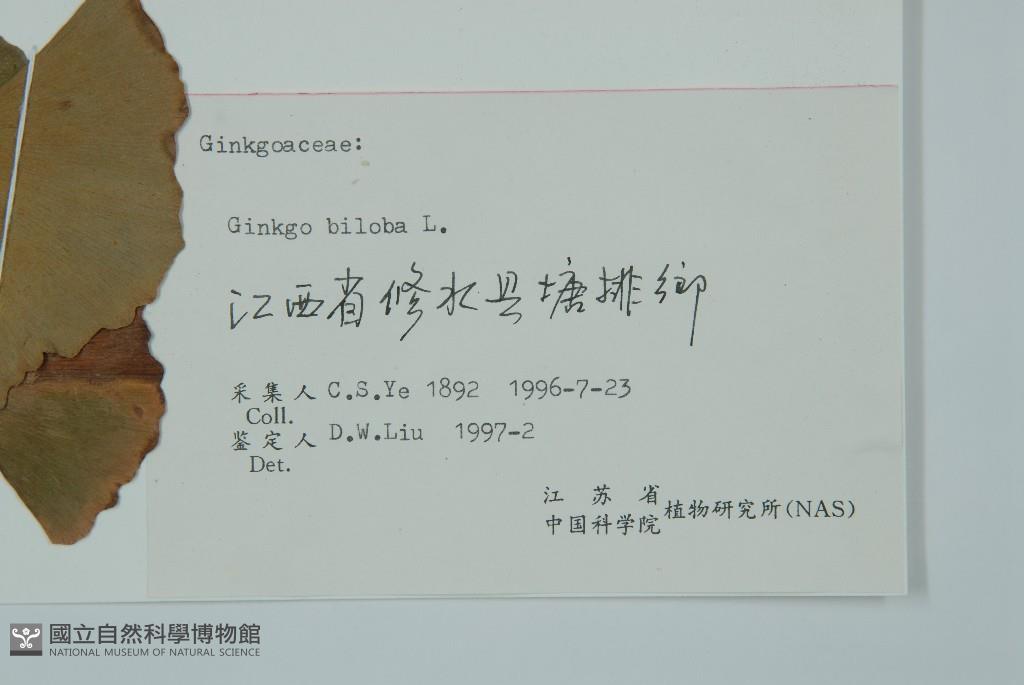 Ginkgoaceae:
Ginkgo biloba L.
江西省修水县塘排鄉
采集人 C.S.Ye 1892 1996-7-23
Coll.
鉴定人 D.W.Liu 1997-2
Det.
江苏省
中国科学院植物研究所(NAS)
國立自然科學博物館
NATIONAL MUSEUM OF NATURAL SCIENCE